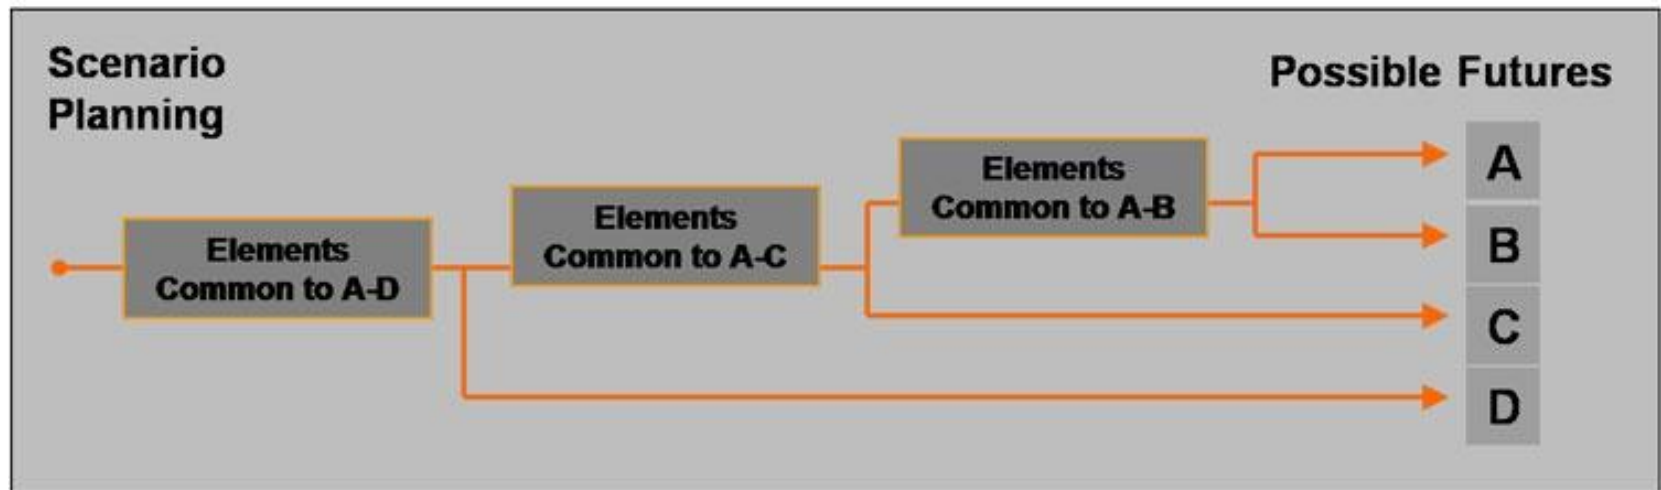 Scenario
Planning
Possible Futures
Elements
Common to A-D
Elements
Common to A-C
Elements
Common to A-B
A
B
C
D